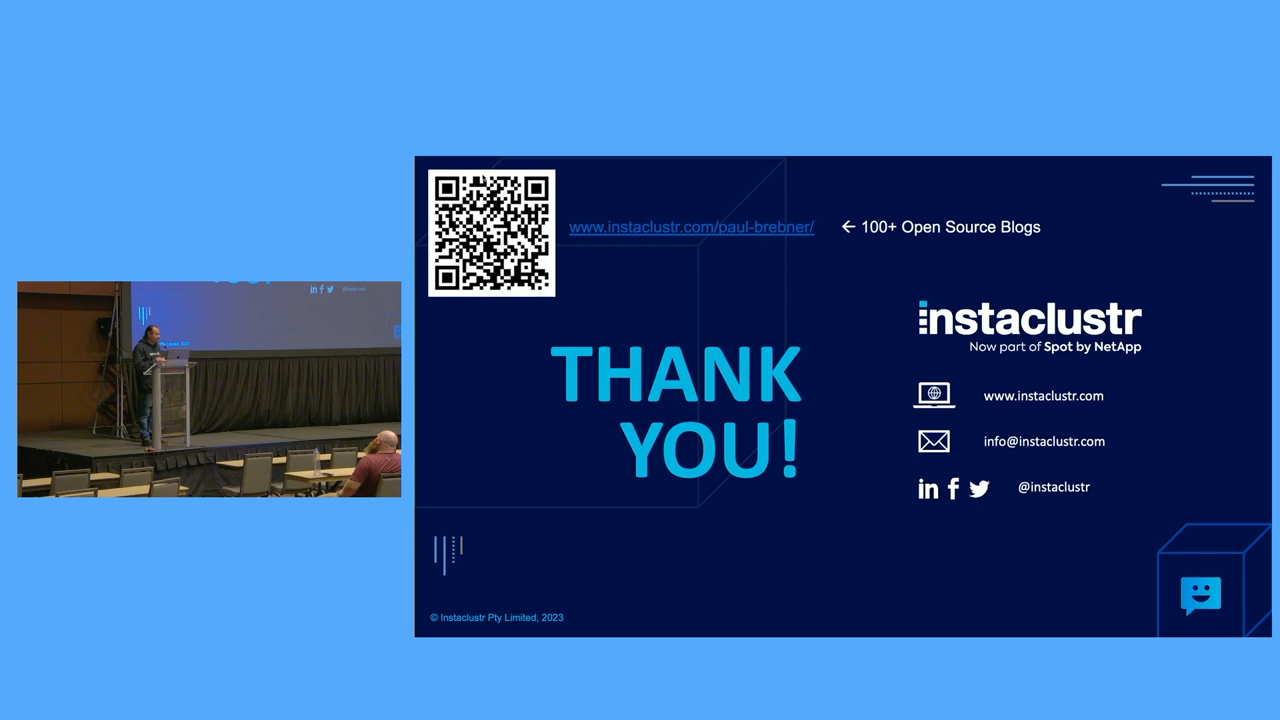 www.instaclustr.com/paul-brebner/
← 100+ Open Source Blogs
THANK
YOU!
instaclustr
Now part of Spot by NetApp
www.instaclustr.com
info@instaclustr.com
in f @instaclustr
© Instaclustr Pty Limited, 2023